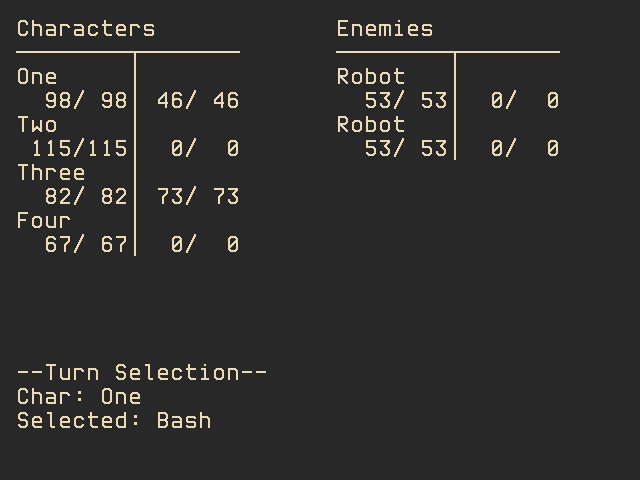 Characters
One
98/ 98 46/ 46
Two
115/115 0/ 0
Three
82/ 82 73/ 73
Four
67/ 67 0/ 0
Enemies
Robot
53/ 53 0/ 0
Robot
53/ 53 0/ 0
--Turn Selection--
Char: One
Selected: Bash